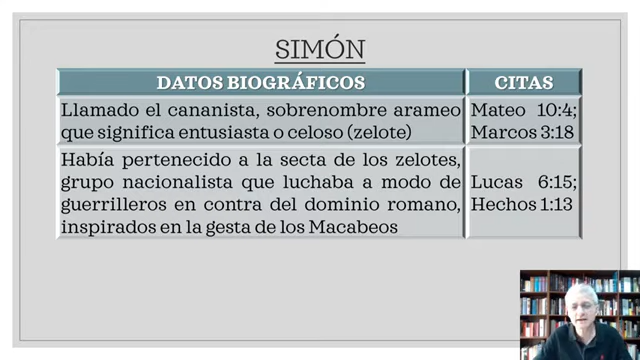 SIMÓN
DATOS BIOGRÁFICOS
CITAS
Llamado el cananista, sobrenombre arameo
que significa entusiasta o celoso (zelote)
Mateo 10:4;
Marcos 3:18
Había pertenecido a la secta de los zelotes,
grupo nacionalista que luchaba a modo de
guerrilleros en contra del dominio romano,
inspirados en la gesta de los Macabeos
Lucas 6:15;
Hechos 1:13